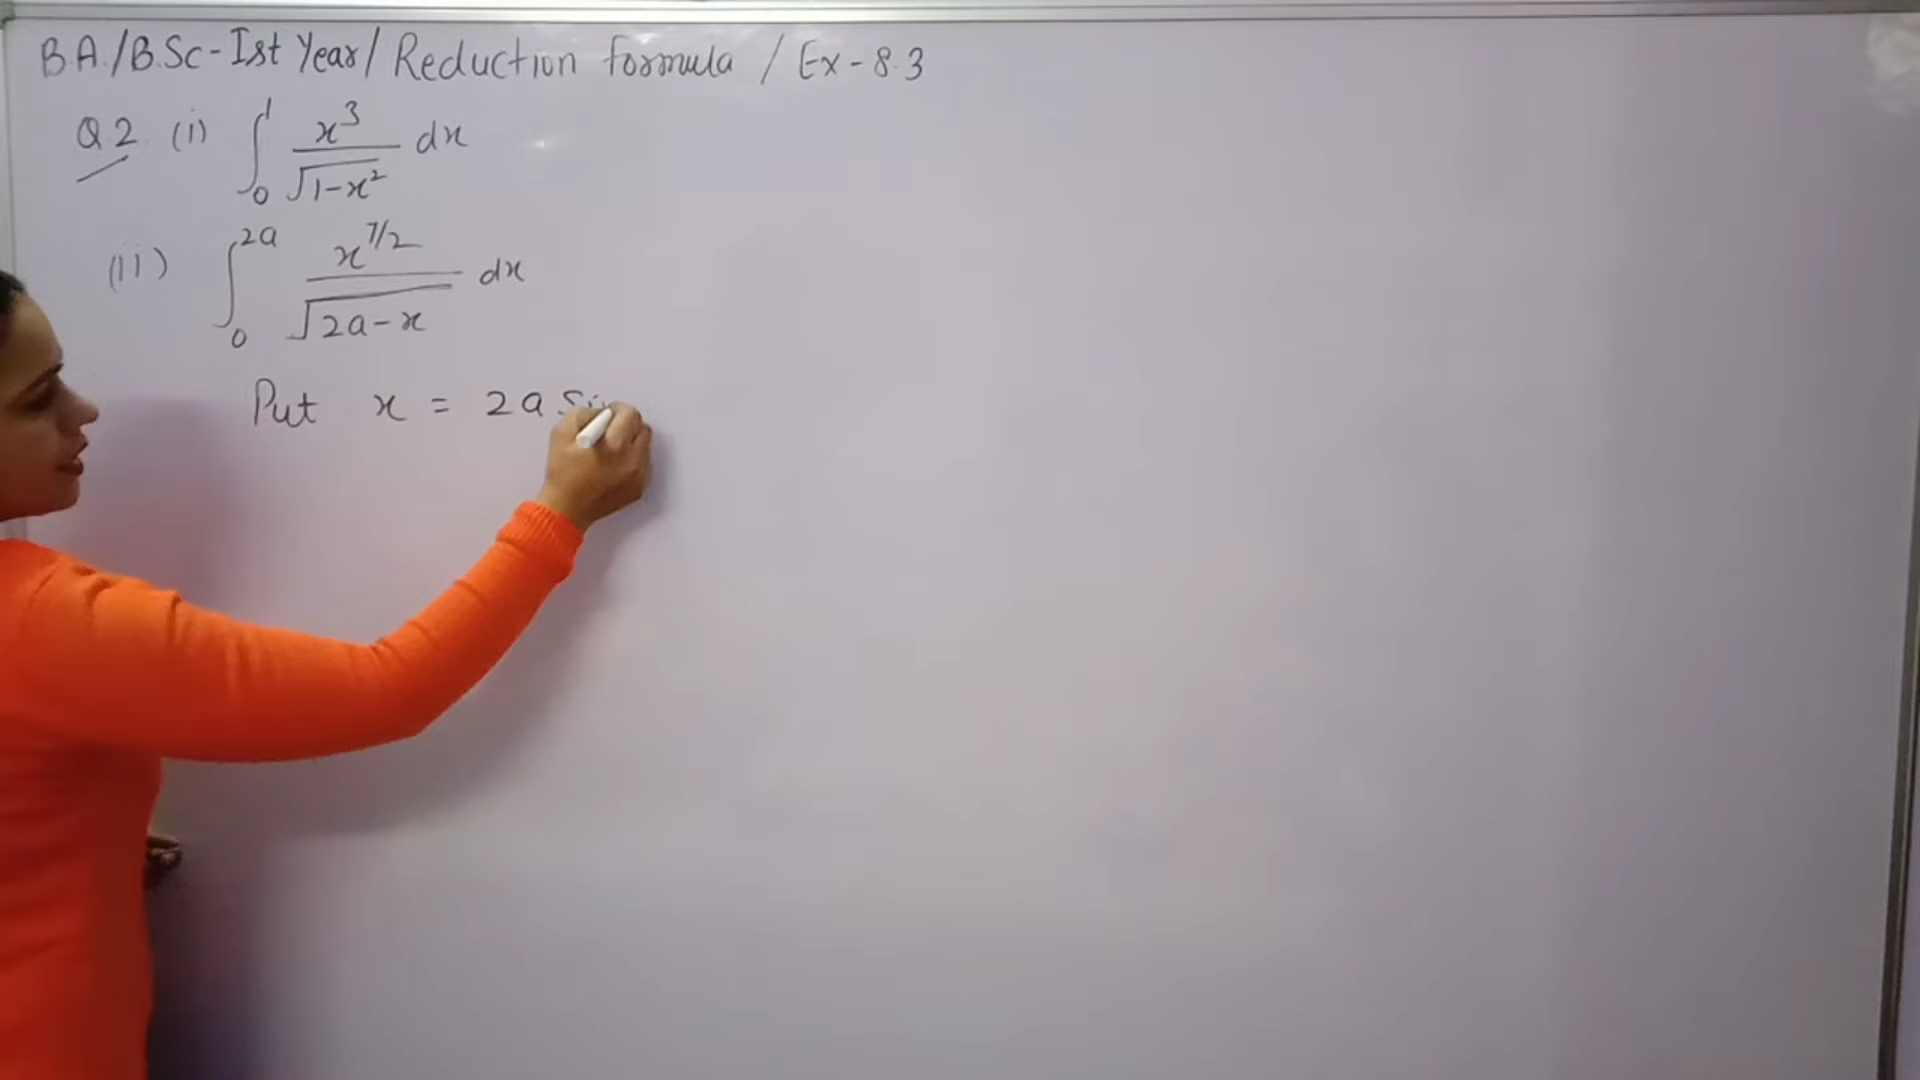 B.A./B.Sc-Ist Year/Reduction formula / Ex-8.3
Q.2 (i) ∫₀¹ x³/√(1-x²) dx
(ii) ∫₀²ᵃ x^(7/2)/√(2a-x) dx
Put x = 2a